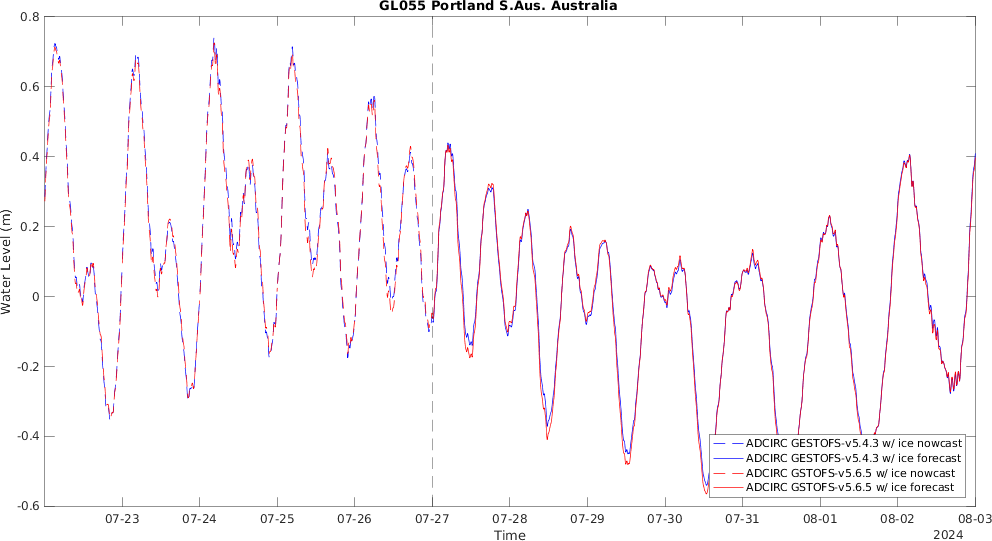 GL055 Portland S.Aus. Australia
Water Level (m)
0.8
0.6
0.4
0.2
0
-0.2
-0.4
-0.6
ADCIRC GESTOFS-v5.4.3 w/ ice nowcast
ADCIRC GESTOFS-v5.4.3 w/ ice forecast
ADCIRC GSTOFS-v5.6.5 w/ ice nowcast
ADCIRC GSTOFS-v5.6.5 w/ ice forecast
07-23 07-24 07-25 07-26 07-27 07-28 07-29 07-30 07-31 08-01 08-02 08-03
Time
2024